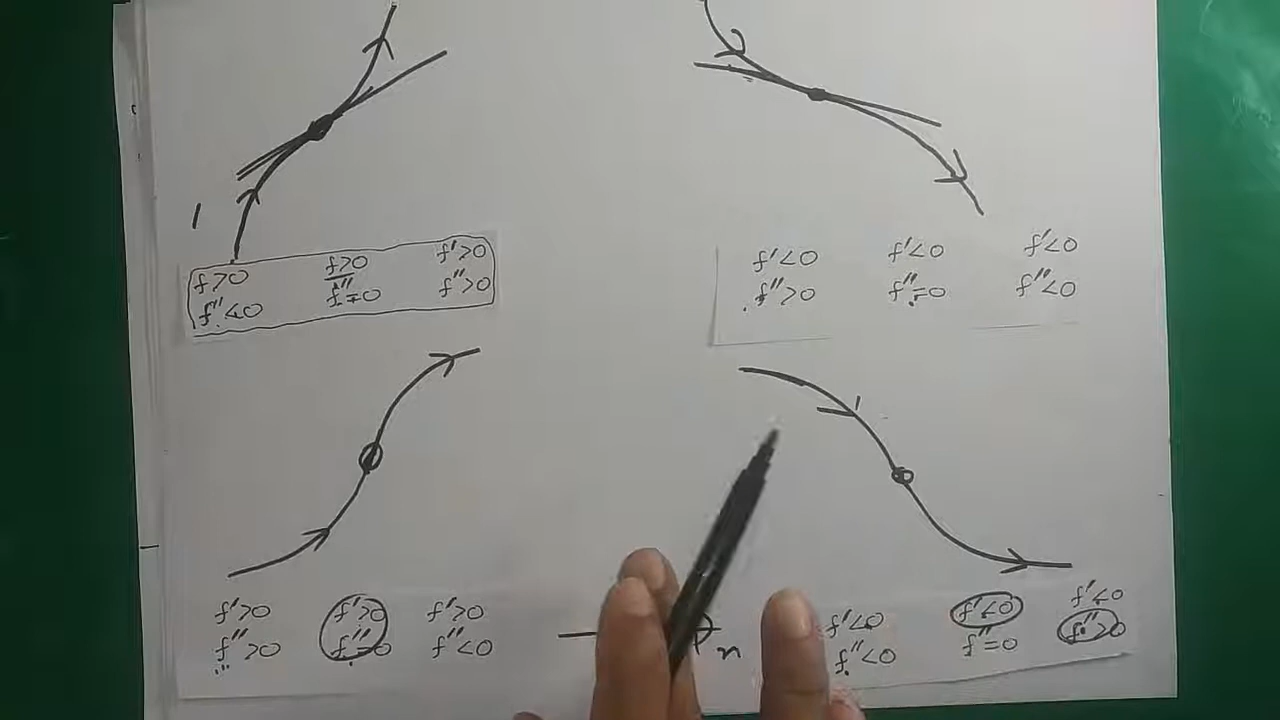 1
f>0 f>0 f'>0
f''<0 f''=0 f''>0
f'<0 f'<0 f'<0
f''>0 f''=0 f''<0
f'>0 f'>0 f'>0
f''>0 f''=0 f''<0
n
f'<0 f'<0 f'<0
f''<0 f''=0 f''>0